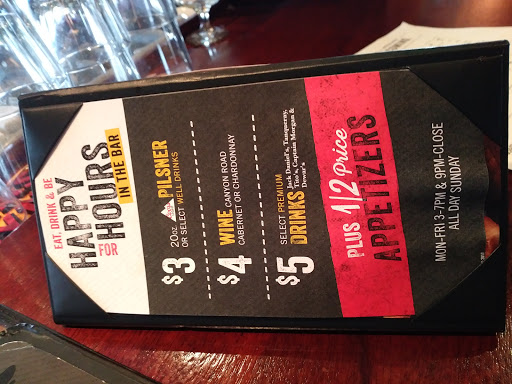 EAT, DRINK & BE
HAPPY
FOR HOURS
IN THE BAR
$3 20oz. PILSNER
OR SELECT WELL DRINKS
$4 WINE CANYON ROAD
CABERNET OR CHARDONNAY
$5 SELECT PREMIUM
DRINKS Jack Daniel's, Tanqueray,
Tito's, Captain Morgan &
Dewar's
PLUS 1/2 Price
APPETIZERS
MON-FRI 3-7PM & 9PM-CLOSE
ALL DAY SUNDAY